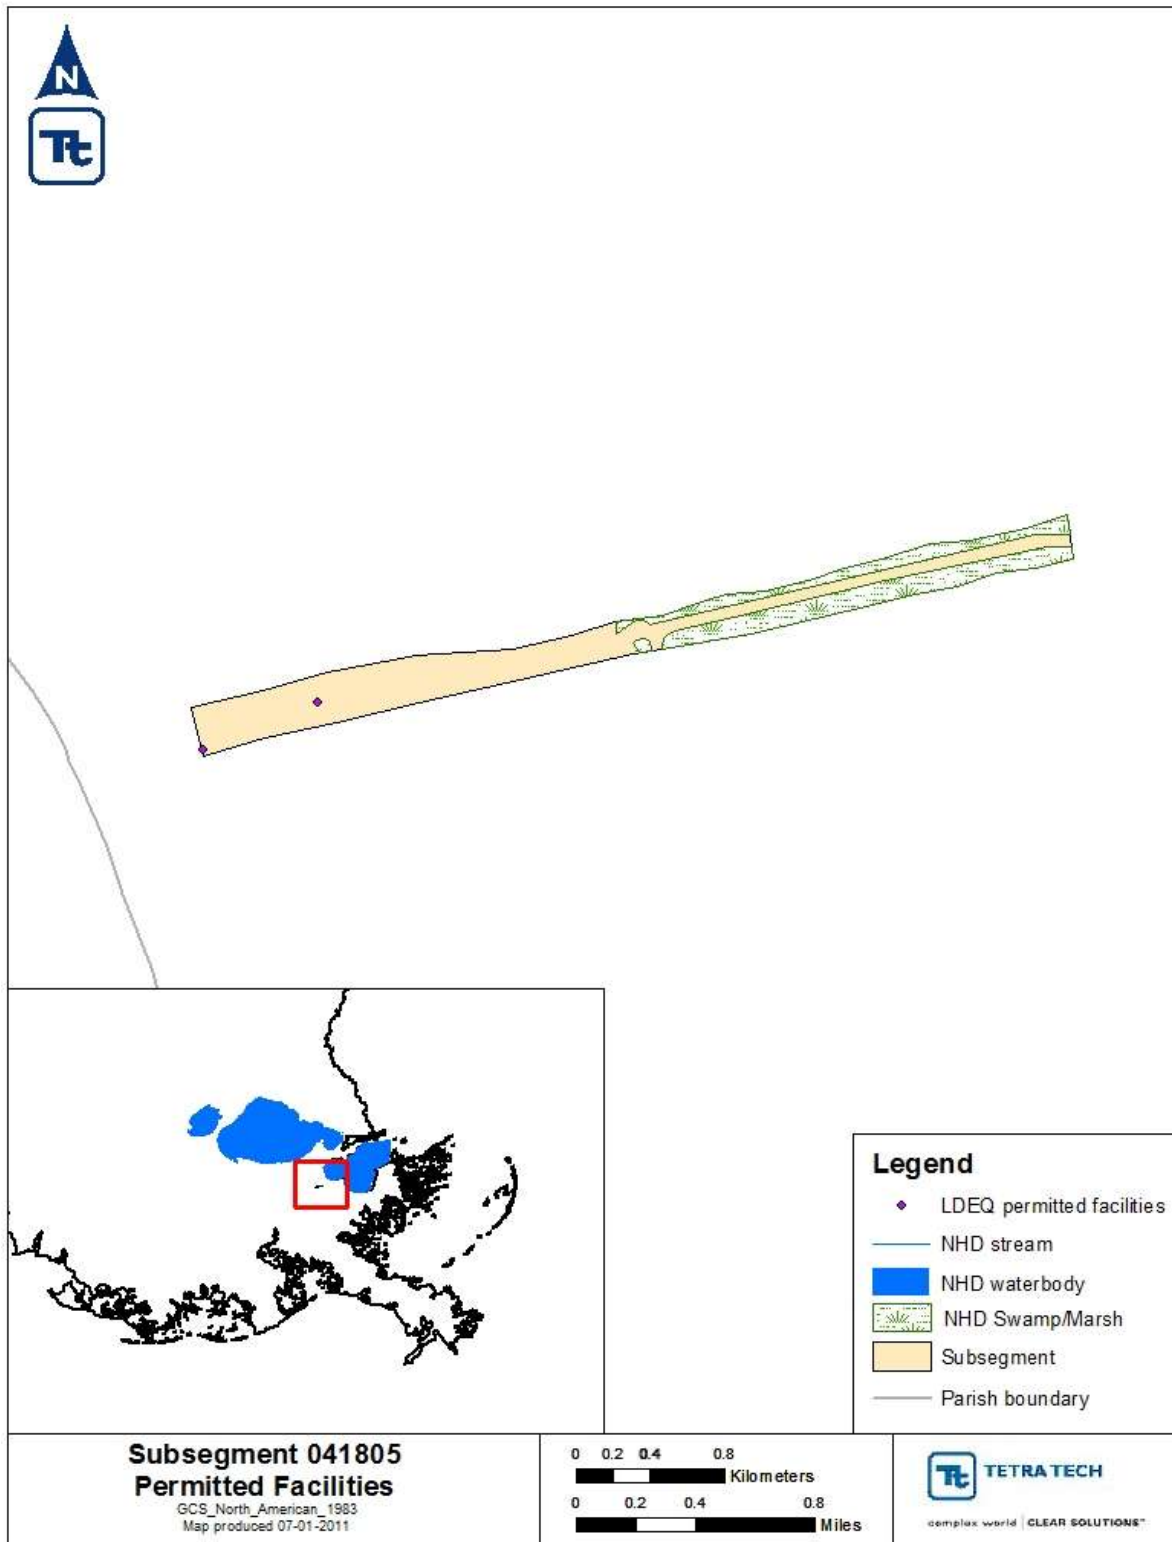 N
Tt
Legend
LDEQ permitted facilities
NHD stream
NHD waterbody
NHD Swamp/Marsh
Subsegment
Parish boundary
Subsegment 041805
Permitted Facilities
GCS_North_American_1983
Map produced 07-01-2011
0 0.2 0.4 0.8
Kilometers
0 0.2 0.4 0.8
Miles
Tt TETRA TECH
complex world | CLEAR SOLUTIONS™